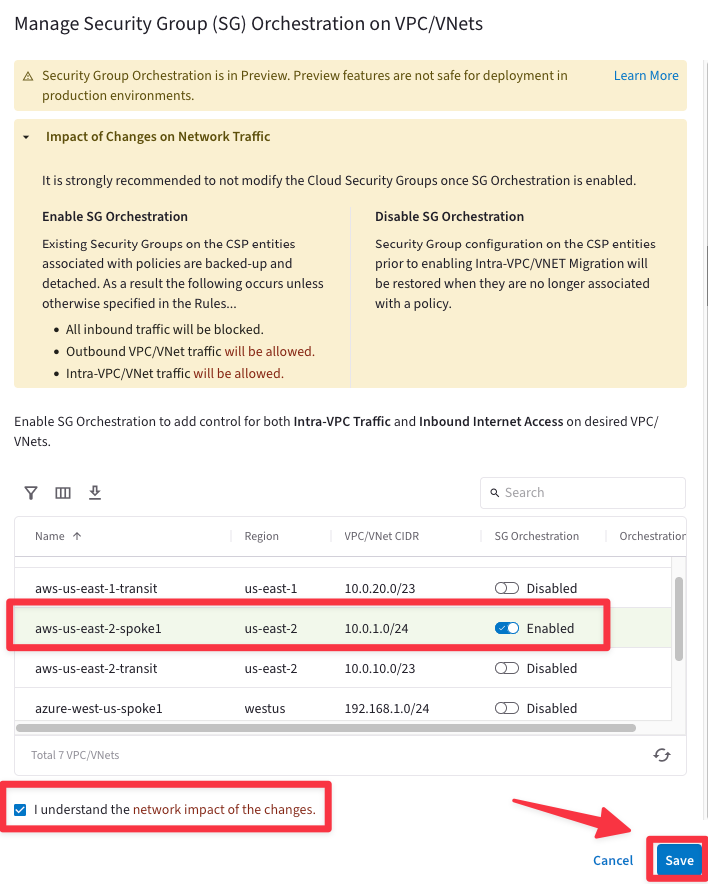 Manage Security Group (SG) Orchestration on VPC/VNets
Security Group Orchestration is in Preview. Preview features are not safe for deployment in
production environments.
Learn More
Impact of Changes on Network Traffic
It is strongly recommended to not modify the Cloud Security Groups once SG Orchestration is enabled.
Enable SG Orchestration
Existing Security Groups on the CSP entities
associated with policies are backed-up and
detached. As a result the following occurs unless
otherwise specified in the Rules...
• All inbound traffic will be blocked.
• Outbound VPC/VNet traffic will be allowed.
• Intra-VPC/VNet traffic will be allowed.
Disable SG Orchestration
Security Group configuration on the CSP entities
prior to enabling Intra-VPC/VNET Migration will
be restored when they are no longer associated
with a policy.
Enable SG Orchestration to add control for both Intra-VPC Traffic and Inbound Internet Access on desired VPC/
VNets.
Search
Name Region VPC/VNet CIDR SG Orchestration Orchestration
aws-us-east-1-transit us-east-1 10.0.20.0/23 Disabled
aws-us-east-2-spoke1 us-east-2 10.0.1.0/24 Enabled
aws-us-east-2-transit us-east-2 10.0.10.0/23 Disabled
azure-west-us-spoke1 westus 192.168.1.0/24 Disabled
Total 7 VPC/VNets
I understand the network impact of the changes.
Cancel Save